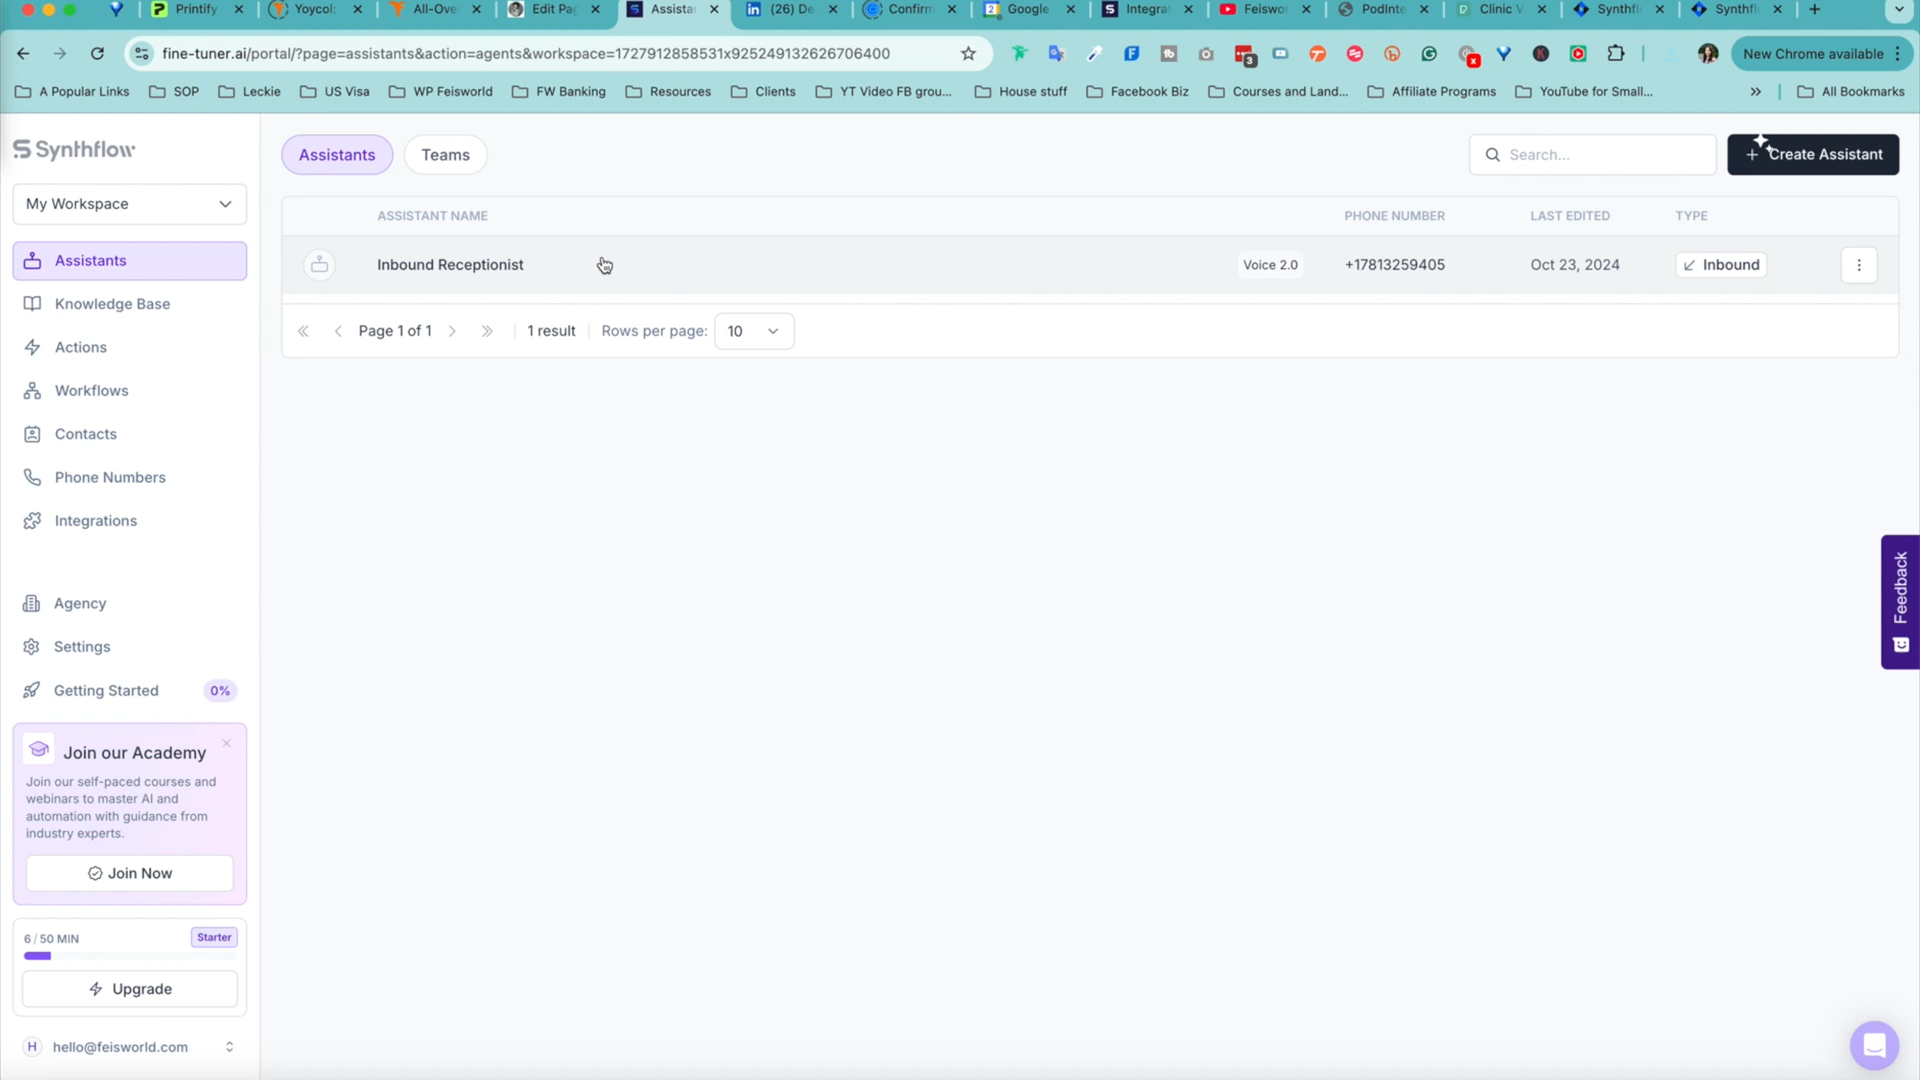 Printify
Yoycol
All-Ove
Edit Pag
Assista
(26) De
Confirm
Google
Integrat
Feiswor
PodInte
Clinic V
Synthfl
Synthfl
fine-tuner.ai/portal/?page=assistants&action=agents&workspace=1727912858531x925249132626706400
New Chrome available
A Popular Links
SOP
Leckie
US Visa
WP Feisworld
FW Banking
Resources
Clients
YT Video FB grou...
House stuff
Facebook Biz
Courses and Land...
Affiliate Programs
YouTube for Small...
All Bookmarks
Synthflow
My Workspace
Assistants
Knowledge Base
Actions
Workflows
Contacts
Phone Numbers
Integrations
Agency
Settings
Getting Started 0%
Join our Academy
Join our self-paced courses and
webinars to master AI and
automation with guidance from
industry experts.
Join Now
6 / 50 MIN Starter
Upgrade
H hello@feisworld.com
Assistants Teams
Search...
+ Create Assistant
ASSISTANT NAME PHONE NUMBER LAST EDITED TYPE
Inbound Receptionist Voice 2.0 +17813259405 Oct 23, 2024 Inbound
Page 1 of 1 1 result Rows per page: 10
Feedback